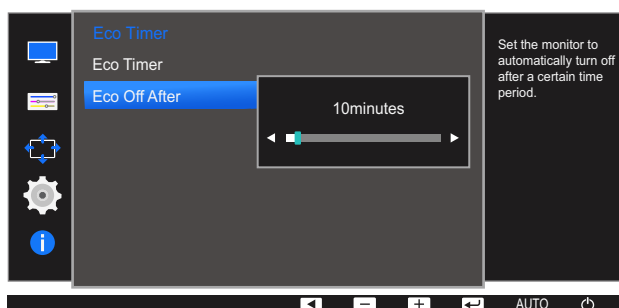 Eco Timer
Eco Timer
Eco Off After
10minutes
Set the monitor to
automatically turn off
after a certain time
period.
AUTO